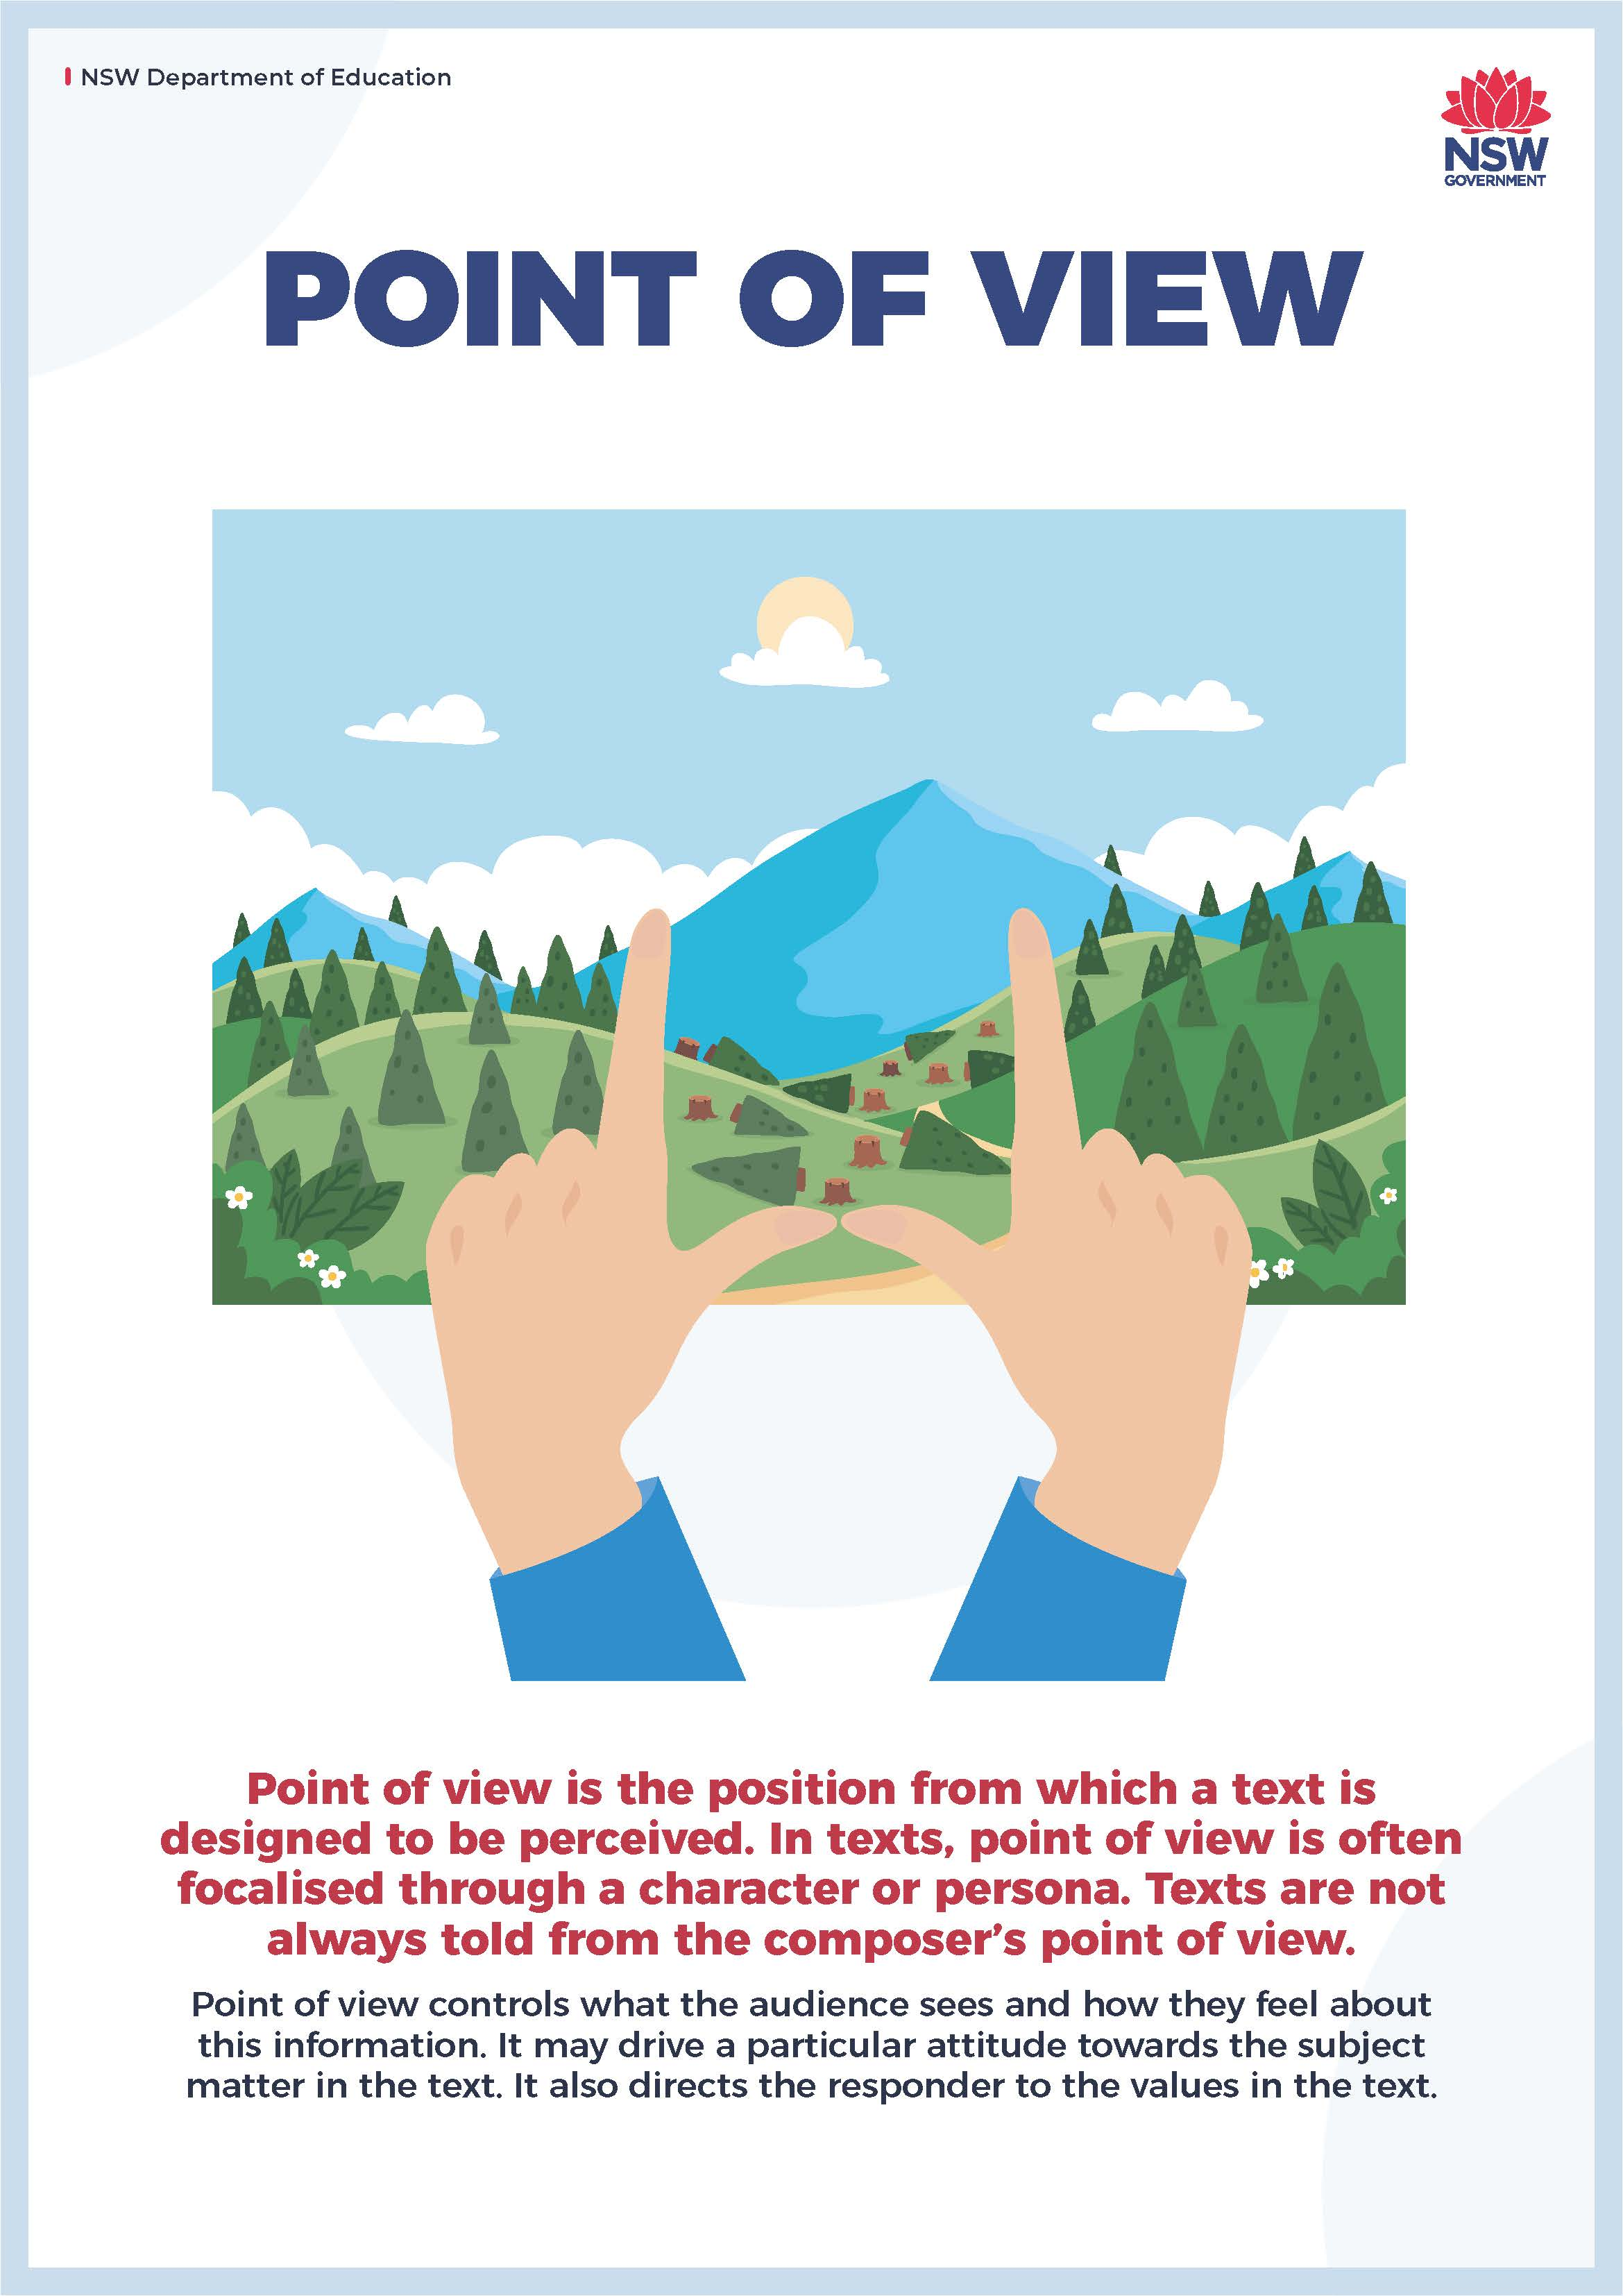 NSW Department of Education
NSW
GOVERNMENT
POINT OF VIEW
Point of view is the position from which a text is
designed to be perceived. In texts, point of view is often
focalised through a character or persona. Texts are not
always told from the composer’s point of view.
Point of view controls what the audience sees and how they feel about
this information. It may drive a particular attitude towards the subject
matter in the text. It also directs the responder to the values in the text.